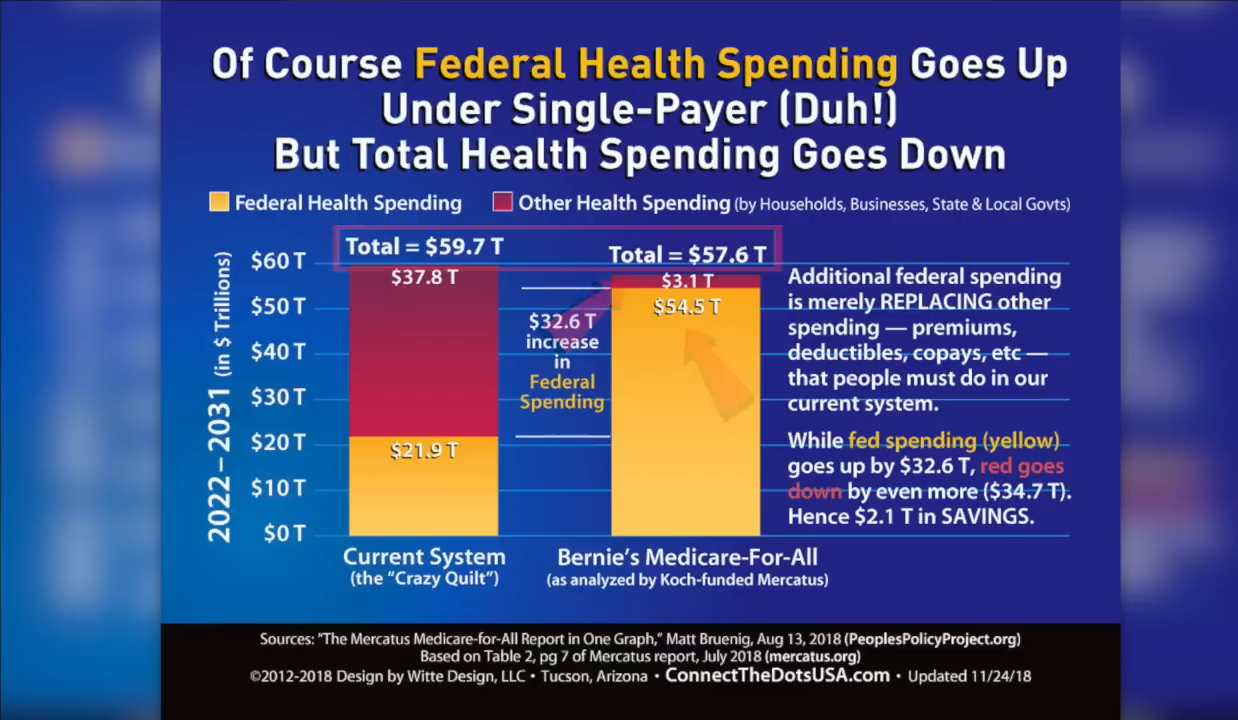 Of Course Federal Health Spending Goes Up
Under Single-Payer (Duh!)
But Total Health Spending Goes Down
Federal Health Spending
Other Health Spending (by Households, Businesses, State & Local Govts)
2022–2031 (in $ Trillions)
$60 T
$50 T
$40 T
$30 T
$20 T
$10 T
$0 T
Total = $59.7 T
$37.8 T
$21.9 T
$32.6 T
increase
in
Federal
Spending
Total = $57.6 T
$3.1 T
$54.5 T
Current System
(the "Crazy Quilt")
Bernie's Medicare-For-All
(as analyzed by Koch-funded Mercatus)
Additional federal spending
is merely REPLACING other
spending — premiums,
deductibles, copays, etc —
that people must do in our
current system.
While fed spending (yellow)
goes up by $32.6 T, red goes
down by even more ($34.7 T).
Hence $2.1 T in SAVINGS.
Sources: "The Mercatus Medicare-for-All Report in One Graph," Matt Bruenig, Aug 13, 2018 (PeoplesPolicyProject.org)
Based on Table 2, pg 7 of Mercatus report, July 2018 (mercatus.org)
©2012-2018 Design by Witte Design, LLC • Tucson, Arizona • ConnectTheDotsUSA.com • Updated 11/24/18